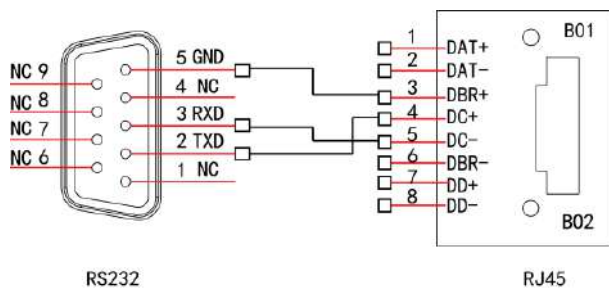 5 GND
NC 9
4 NC
NC 8
3 RXD
NC 7
2 TXD
NC 6
1 NC
RS232
1 DAT+
2 DAT-
3 DBR+
4 DC+
5 DC-
6 DBR-
7 DD+
8 DD-
B01
B02
RJ45